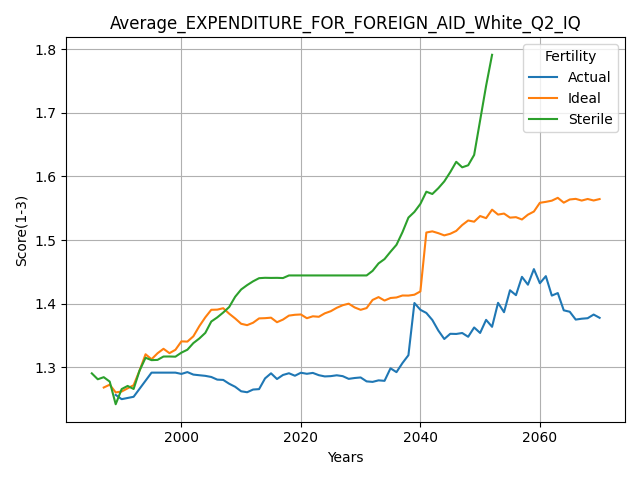 Average_EXPENDITURE_FOR_FOREIGN_AID_White_Q2_IQ
Fertility
Actual
Ideal
Sterile
1.8
1.7
1.6
1.5
1.4
1.3
Score(1-3)
2000
2020
2040
2060
Years